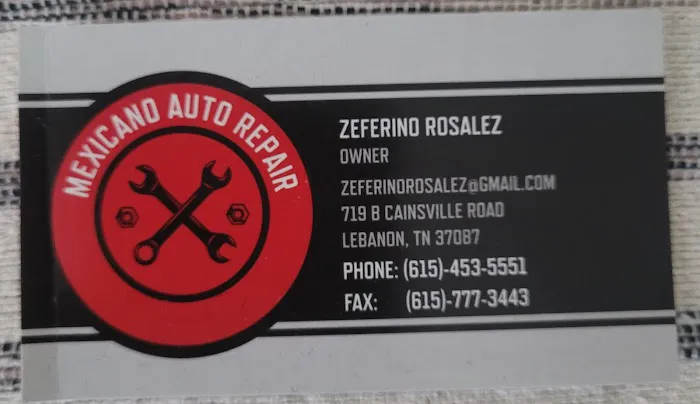 MEXICANO AUTO REPAIR
ZEFERINO ROSALEZ
OWNER
ZEFERINOROSALEZ@GMAIL.COM
719 B CAINSVILLE ROAD
LEBANON, TN 37087
PHONE: (615)-453-5551
FAX: (615)-777-3443